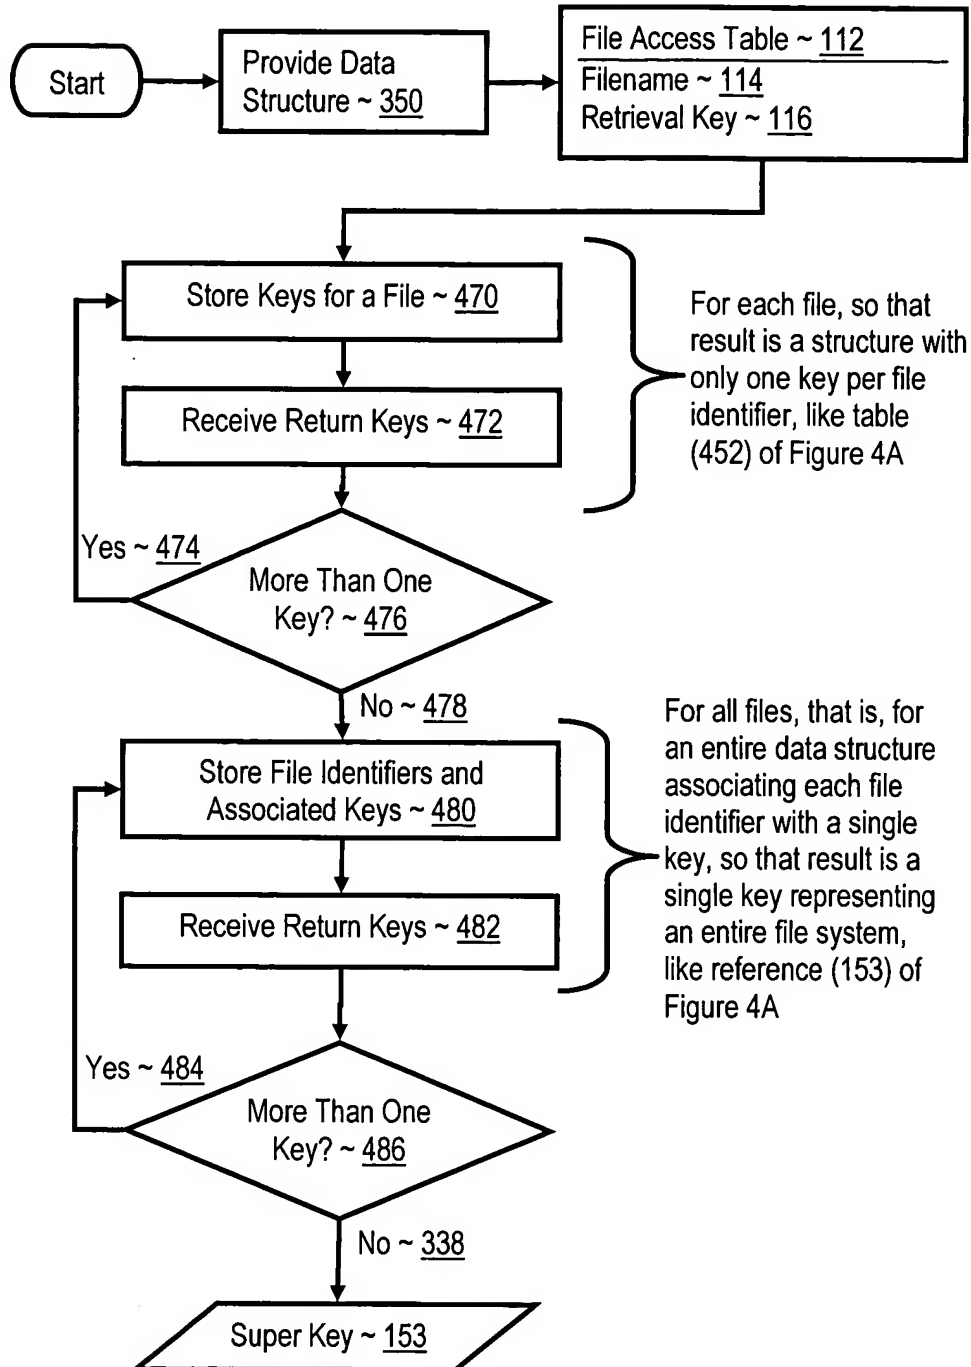 Start
Provide Data
Structure ~ 350
File Access Table ~ 112
Filename ~ 114
Retrieval Key ~ 116
Store Keys for a File ~ 470
Receive Return Keys ~ 472
For each file, so that
result is a structure with
only one key per file
identifier, like table
(452) of Figure 4A
Yes ~ 474
More Than One
Key? ~ 476
No ~ 478
Store File Identifiers and
Associated Keys ~ 480
Receive Return Keys ~ 482
For all files, that is, for
an entire data structure
associating each file
identifier with a single
key, so that result is a
single key representing
an entire file system,
like reference (153) of
Figure 4A
Yes ~ 484
More Than One
Key? ~ 486
No ~ 338
Super Key ~ 153